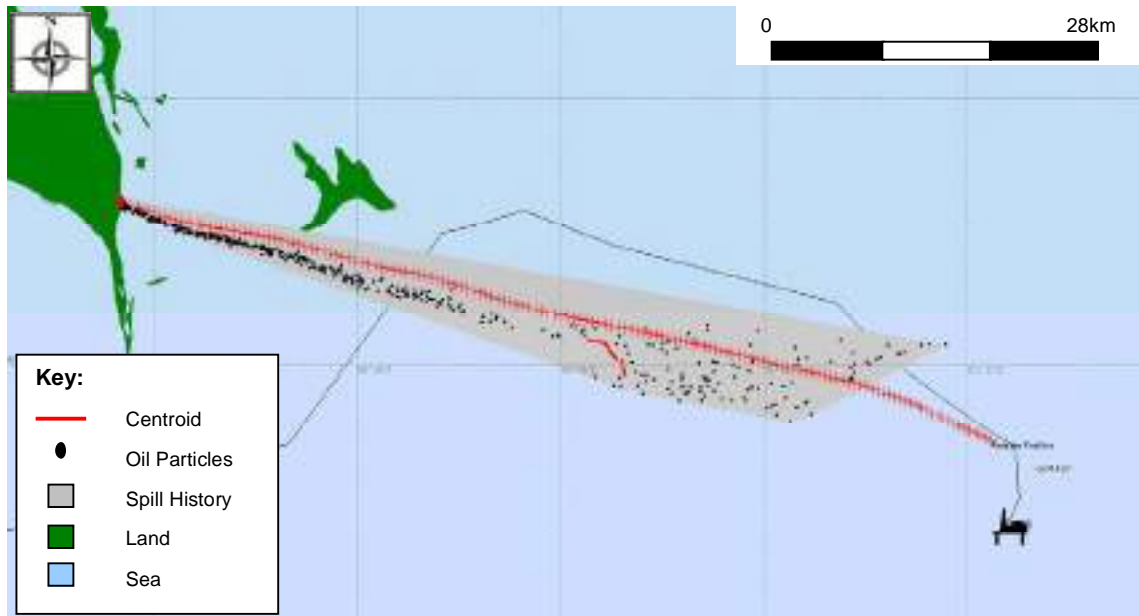 0 28km
Key:
Centroid
Oil Particles
Spill History
Land
Sea